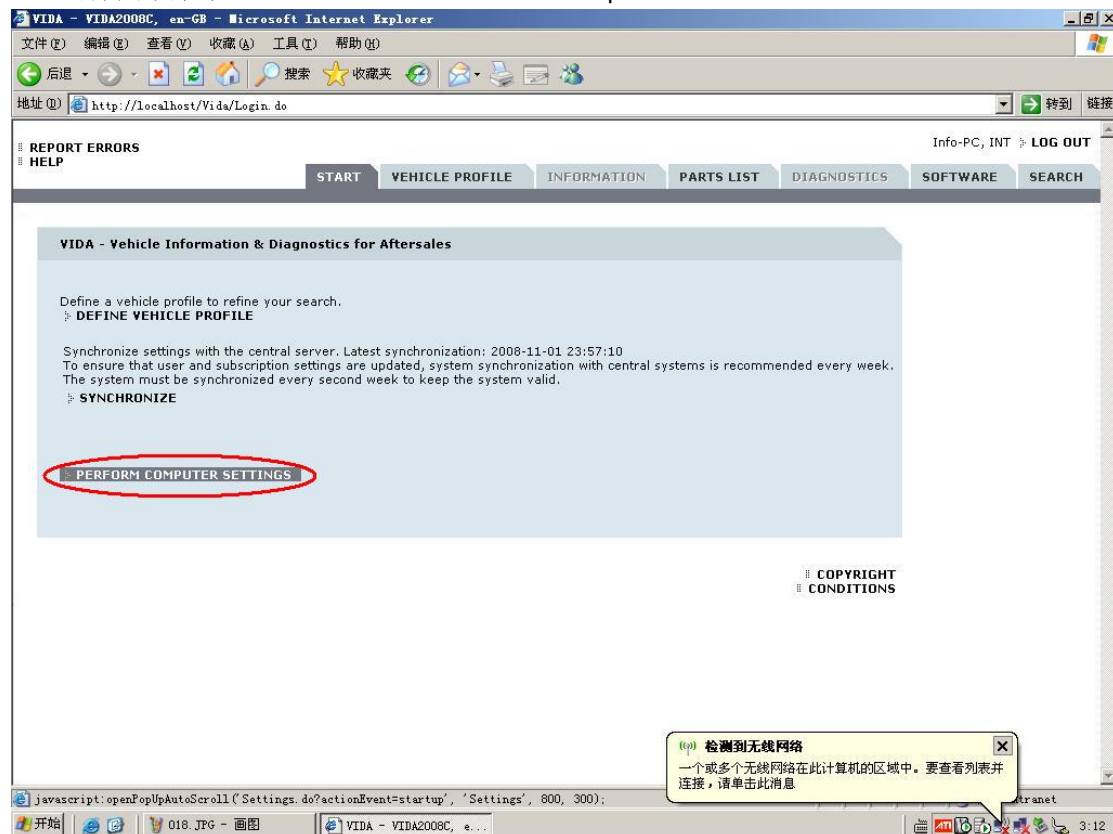 VIDA - VIDA2008C, en-GB - Microsoft Internet Explorer
文件(F) 编辑(E) 查看(V) 收藏(A) 工具(T) 帮助(H)
后退 搜索 收藏夹
地址(D) http://localhost/Vida/Login.do 转到 链接
REPORT ERRORS
HELP
Info-PC, INT LOG OUT
START VEHICLE PROFILE INFORMATION PARTS LIST DIAGNOSTICS SOFTWARE SEARCH
VIDA - Vehicle Information & Diagnostics for Aftersales
Define a vehicle profile to refine your search.
DEFINE VEHICLE PROFILE
Synchronize settings with the central server. Latest synchronization: 2008-11-01 23:57:10
To ensure that user and subscription settings are updated, system synchronization with central systems is recommended every week.
The system must be synchronized every second week to keep the system valid.
SYNCHRONIZE
PERFORM COMPUTER SETTINGS
COPYRIGHT
CONDITIONS
检测到无线网络
一个或多个无线网络在此计算机的区域中。要查看列表并
连接，请单击此消息
javascript:openPopUpAutoScroll('Settings.do?actionEvent=startup', 'Settings', 800, 300);
开始 018.JPG - 画图 VIDA - VIDA2008C, e... ATI 3:12